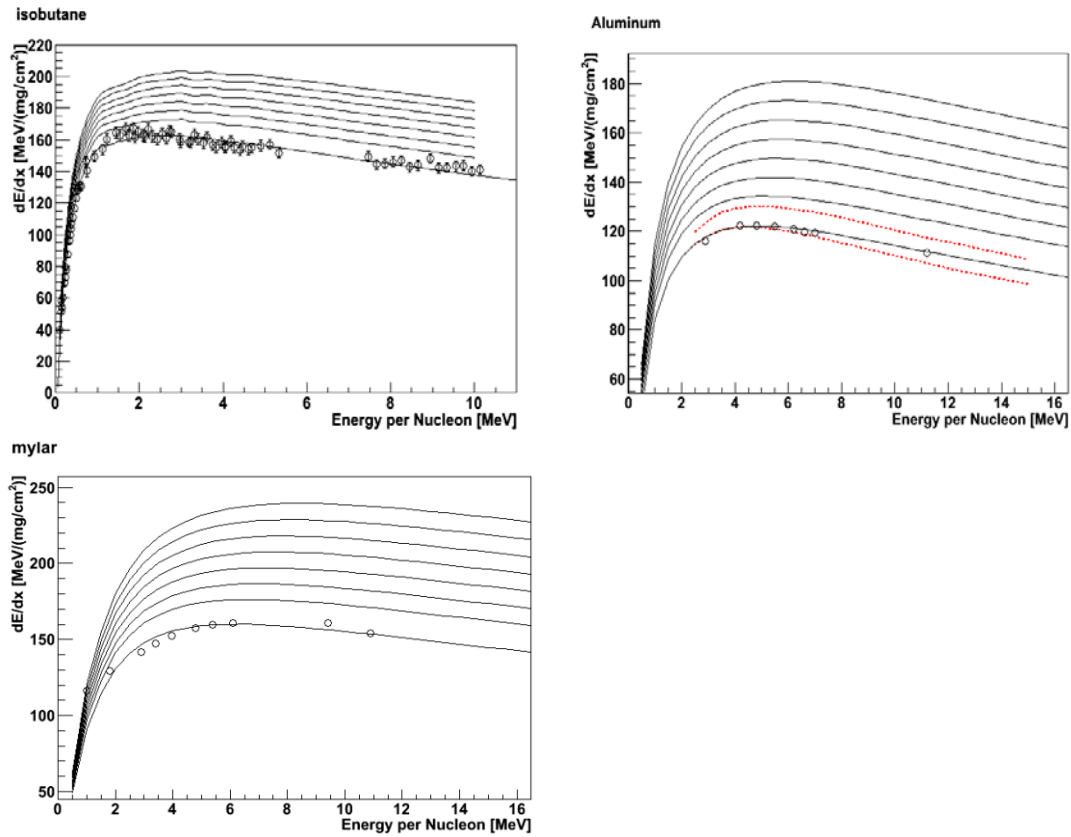 isobutane
dE/dx [MeV/(mg/cm²)]
220
200
180
160
140
120
100
80
60
40
20
0
0 2 4 6 8 10
Energy per Nucleon [MeV]
Aluminum
dE/dx [MeV/(mg/cm²)]
180
160
140
120
100
80
60
0 2 4 6 8 10 12 14 16
Energy per Nucleon [MeV]
mylar
dE/dx [MeV/(mg/cm²)]
250
200
150
100
50
0 2 4 6 8 10 12 14 16
Energy per Nucleon [MeV]